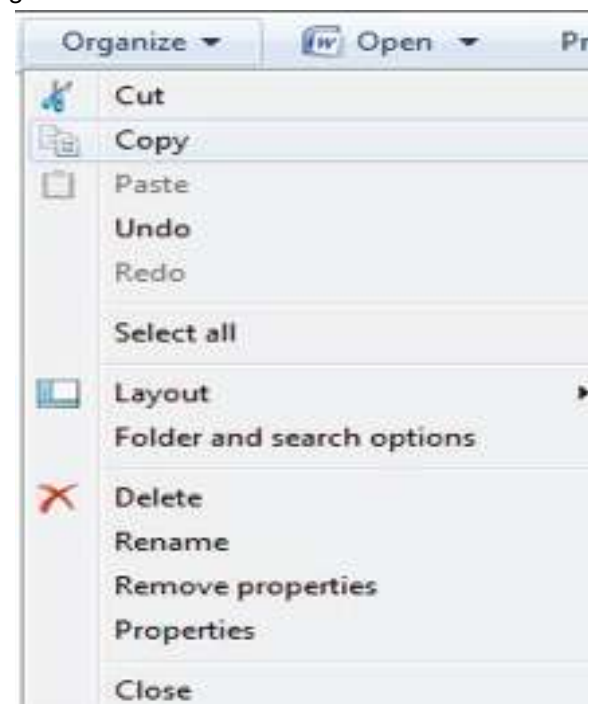 Organize Open Pr
Cut
Copy
Paste
Undo
Redo
Select all
Layout
Folder and search options
Delete
Rename
Remove properties
Properties
Close